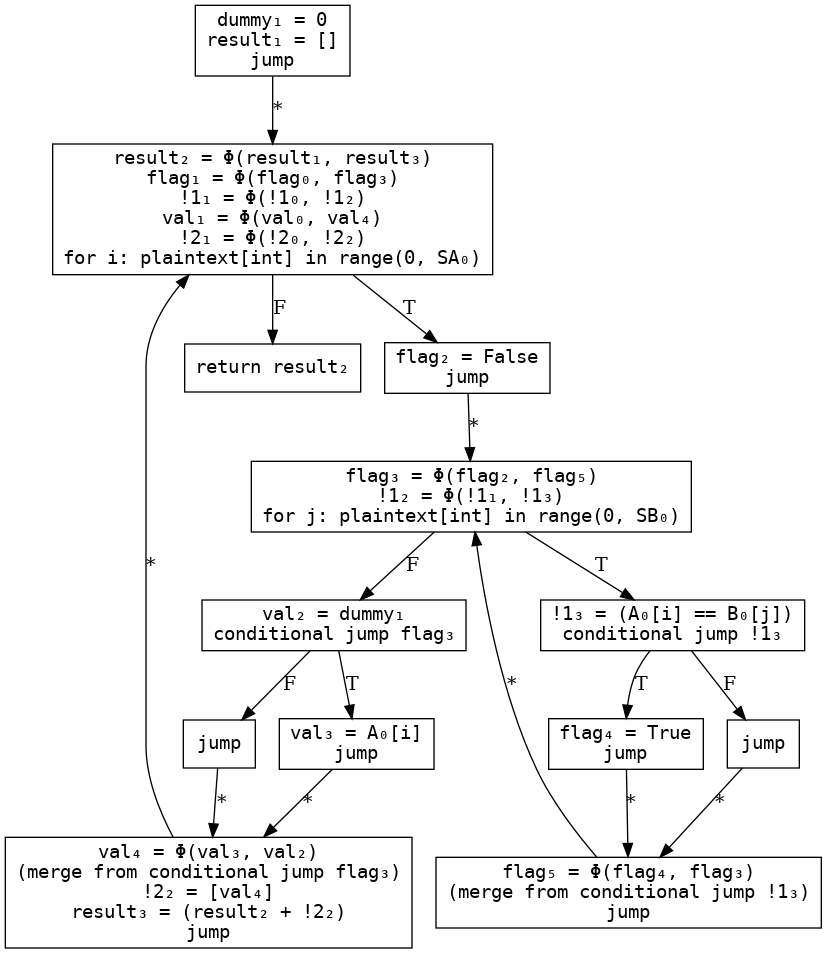 dummy₁ = 0
result₁ = []
jump
*
result₂ = Φ(result₁, result₃)
flag₁ = Φ(flag₀, flag₃)
!1₁ = Φ(!1₀, !1₂)
val₁ = Φ(val₀, val₄)
!2₁ = Φ(!2₀, !2₂)
for i: plaintext[int] in range(0, SA₀)
F
T
return result₂
flag₂ = False
jump
*
flag₃ = Φ(flag₂, flag₅)
!1₂ = Φ(!1₁, !1₃)
for j: plaintext[int] in range(0, SB₀)
*
F
T
val₂ = dummy₁
conditional jump flag₃
!1₃ = (A₀[i] == B₀[j])
conditional jump !1₃
F
T
*
T
F
jump
val₃ = A₀[i]
jump
flag₄ = True
jump
jump
*
*
*
*
val₄ = Φ(val₃, val₂)
(merge from conditional jump flag₃)
!2₂ = [val₄]
result₃ = (result₂ + !2₂)
jump
flag₅ = Φ(flag₄, flag₃)
(merge from conditional jump !1₃)
jump